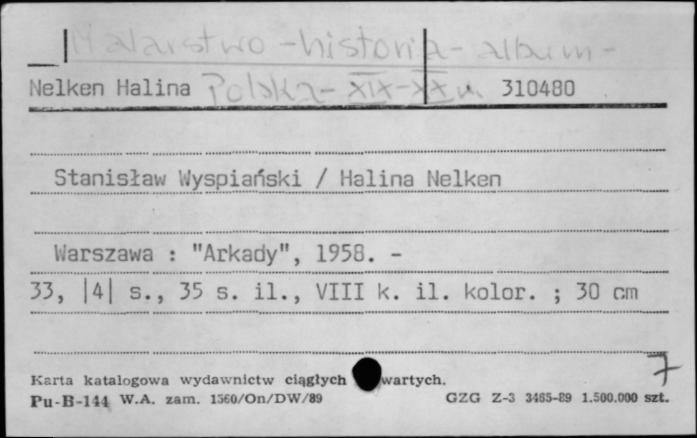 Malarstwo - historia - album -
Nelken Halina Polska - XIX-XX w. 310480
Stanisław Wyspiański / Halina Nelken
Warszawa : "Arkady", 1958. -
33, |4| s., 35 s. il., VIII k. il. kolor. ; 30 cm
7
Karta katalogowa wydawnictw ciągłych wartych.
Pu-B-144 W.A. zam. 1360/On/DW/89 GZG Z-3 3465-89 1.500.000 szt.